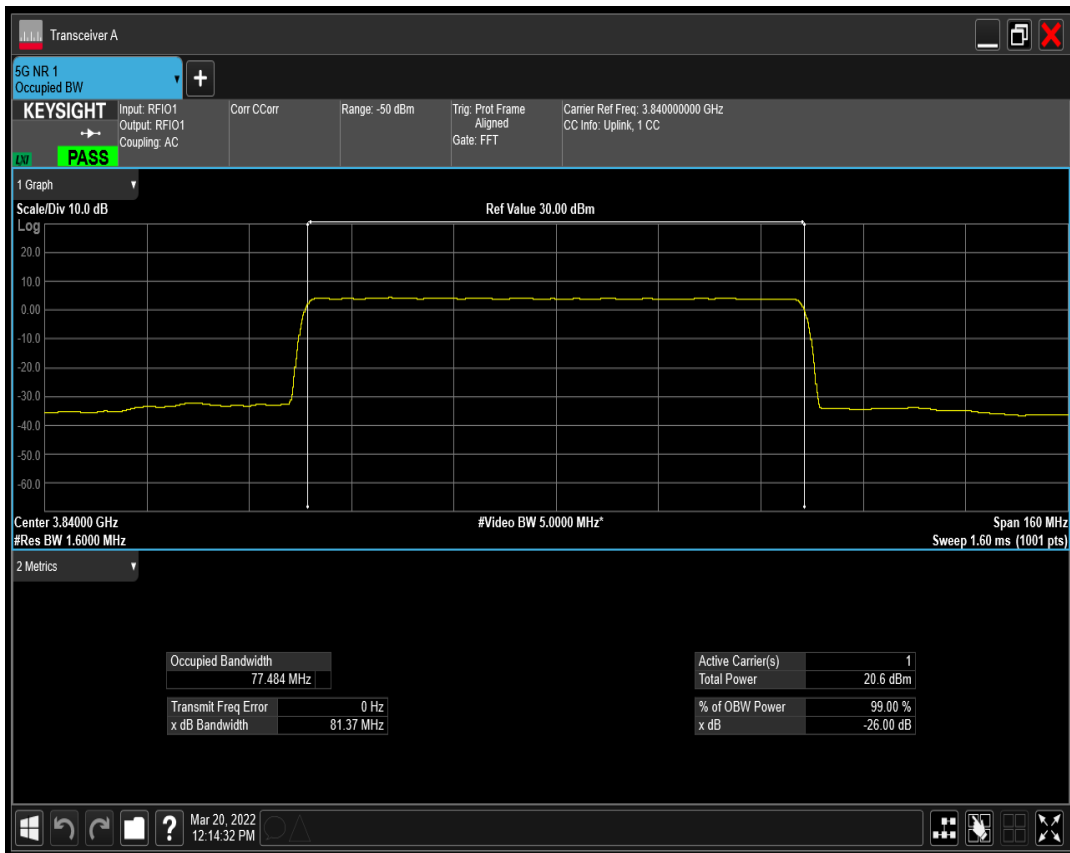 Transceiver A
5G NR 1
Occupied BW
KEYSIGHT
LXI
PASS
Input: RFIO1
Output: RFIO1
Coupling: AC
Corr CCorr
Range: -50 dBm
Trig: Prot Frame
Aligned
Gate: FFT
Carrier Ref Freq: 3.840000000 GHz
CC Info: Uplink, 1 CC
1 Graph
Scale/Div 10.0 dB
Ref Value 30.00 dBm
Log
20.0
10.0
0.00
-10.0
-20.0
-30.0
-40.0
-50.0
-60.0
Center 3.84000 GHz
#Video BW 5.0000 MHz*
Span 160 MHz
#Res BW 1.6000 MHz
Sweep 1.60 ms (1001 pts)
2 Metrics
Occupied Bandwidth
77.484 MHz
Transmit Freq Error 0 Hz
x dB Bandwidth 81.37 MHz
Active Carrier(s) 1
Total Power 20.6 dBm
% of OBW Power 99.00 %
x dB -26.00 dB
?
Mar 20, 2022
12:14:32 PM